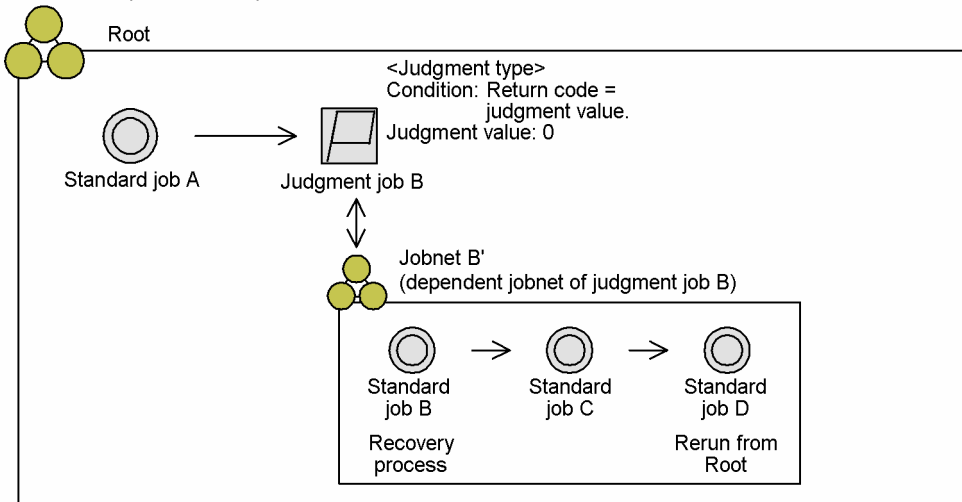 Root
<Judgment type>
Condition: Return code =
judgment value.
Judgment value: 0
Standard job A
Judgment job B
Jobnet B'
(dependent jobnet of judgment job B)
Standard
job B
Standard
job C
Standard
job D
Recovery
process
Rerun from
Root